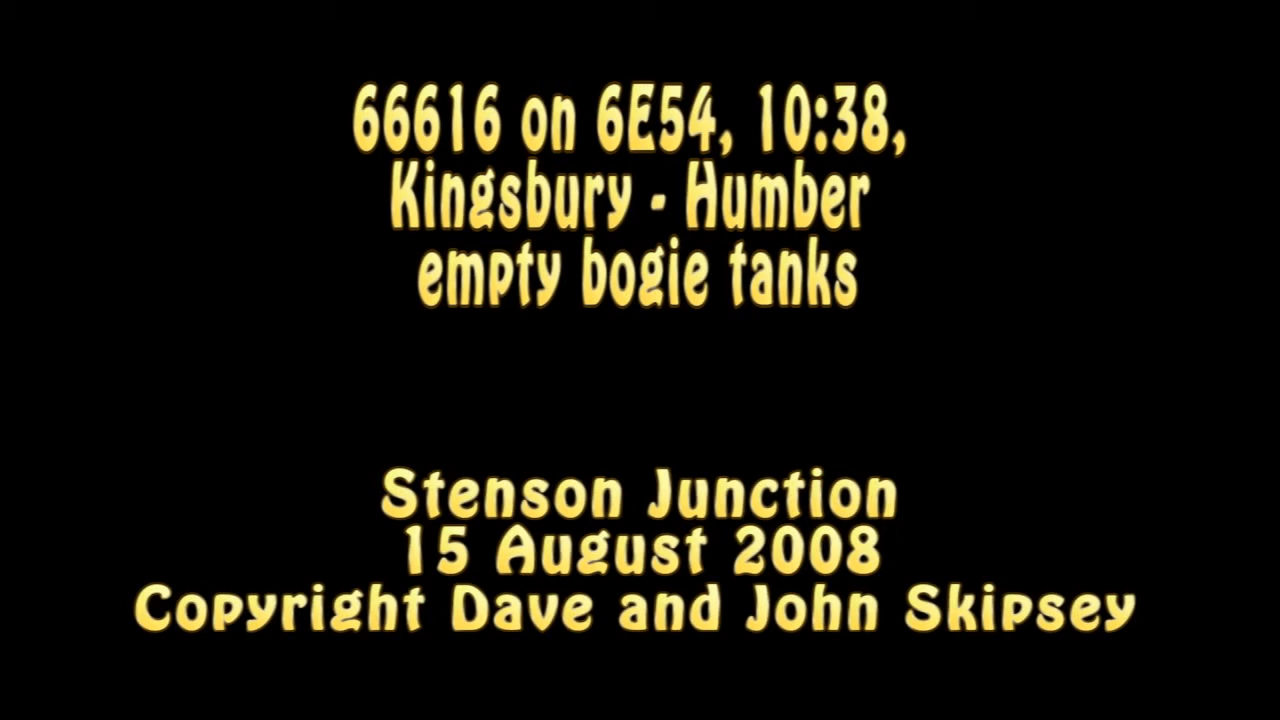 66616 on 6E54, 10:38,
Kingsbury - Humber
empty bogie tanks
Stenson Junction
15 August 2008
Copyright Dave and John Skipsey